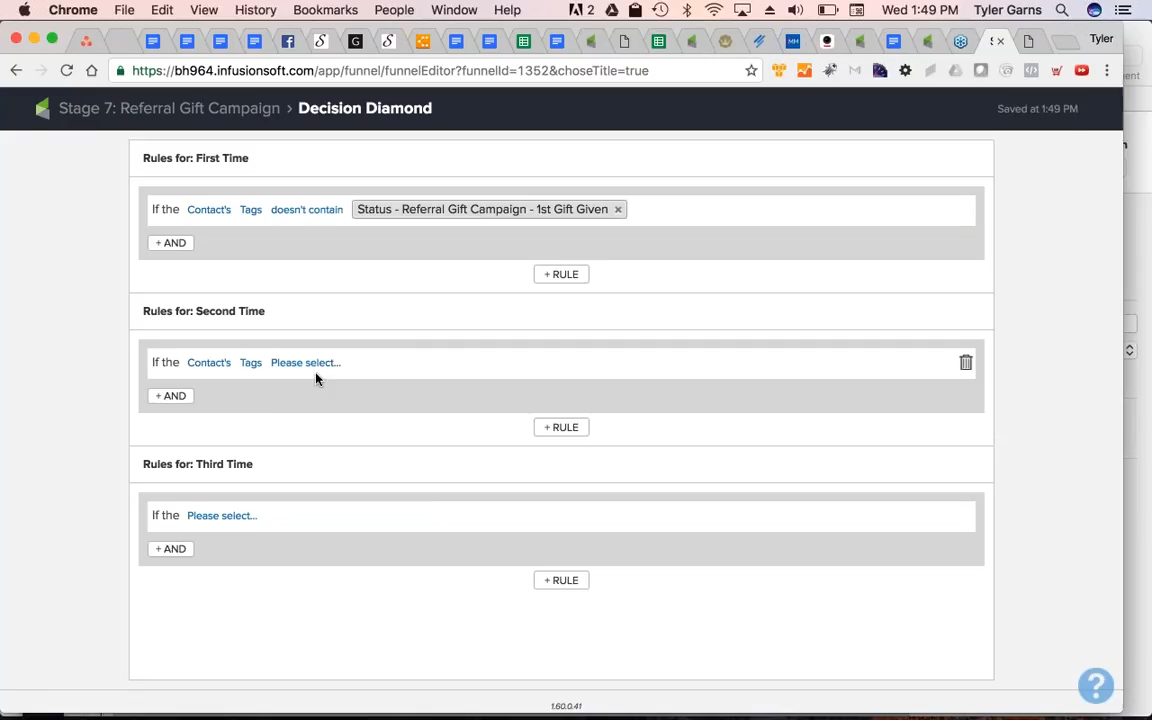 Chrome File Edit View History Bookmarks People Window Help 2 Wed 1:49 PM Tyler Garns
Tyler
https://bh964.infusionsoft.com/app/funnel/funnelEditor?funnelId=1352&choseTitle=true
Stage 7: Referral Gift Campaign > Decision Diamond Saved at 1:49 PM
Rules for: First Time
If the Contact's Tags doesn't contain Status - Referral Gift Campaign - 1st Gift Given ×
+ AND
+ RULE
Rules for: Second Time
If the Contact's Tags Please select...
+ AND
+ RULE
Rules for: Third Time
If the Please select...
+ AND
+ RULE
?
1.60.0.41